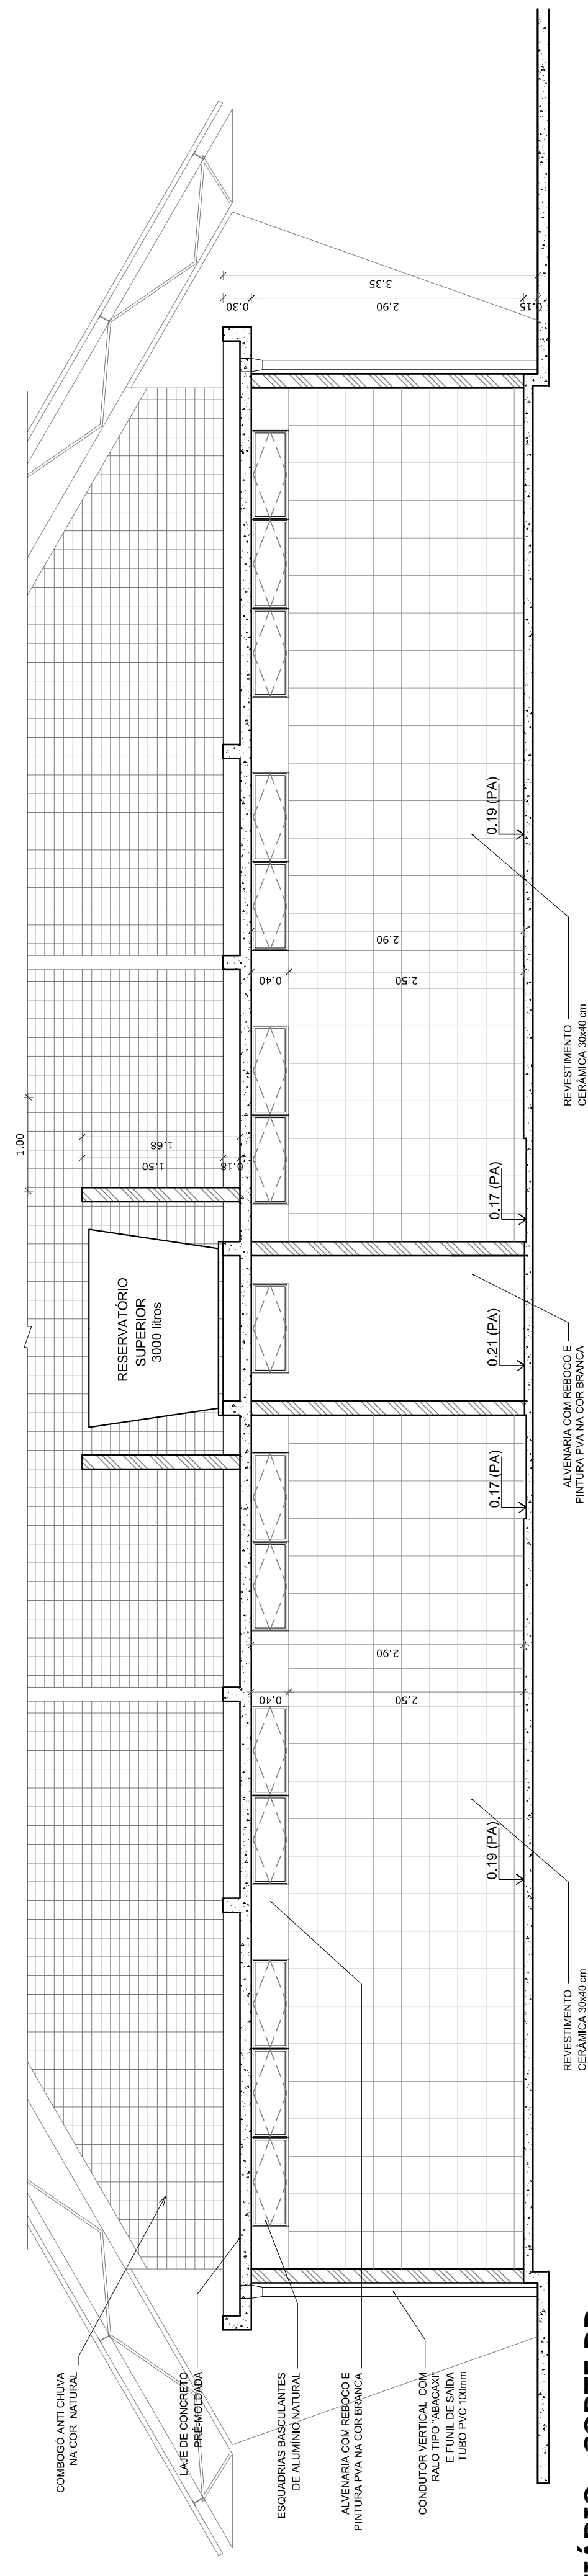 COMBOGÓ ANTI CHUVA
NA COR NATURAL
LAJE DE CONCRETO
PRÉ-MOLDADA
ESQUADRIAS BASCULANTES
DE ALUMÍNIO NATURAL
ALVENARIA COM REBOCO E
PINTURA PVA NA COR BRANCA
CONDUTOR VERTICAL COM
RALO TIPO "ABACAXI"
E FUNIL DE SAÍDA
TUBO PVC 100mm
REVESTIMENTO
CERÂMICA 30x40 cm
0.19 (PA)
0.40
2.50
2.90
0.17 (PA)
RESERVATÓRIO
SUPERIOR
3000 litros
0.21 (PA)
ALVENARIA COM REBOCO E
PINTURA PVA NA COR BRANCA
1.00
1.50
0.18
1.68
0.17 (PA)
0.40
2.50
2.90
0.19 (PA)
REVESTIMENTO
CERÂMICA 30x40 cm
0.30
2.90
0.15
3.35